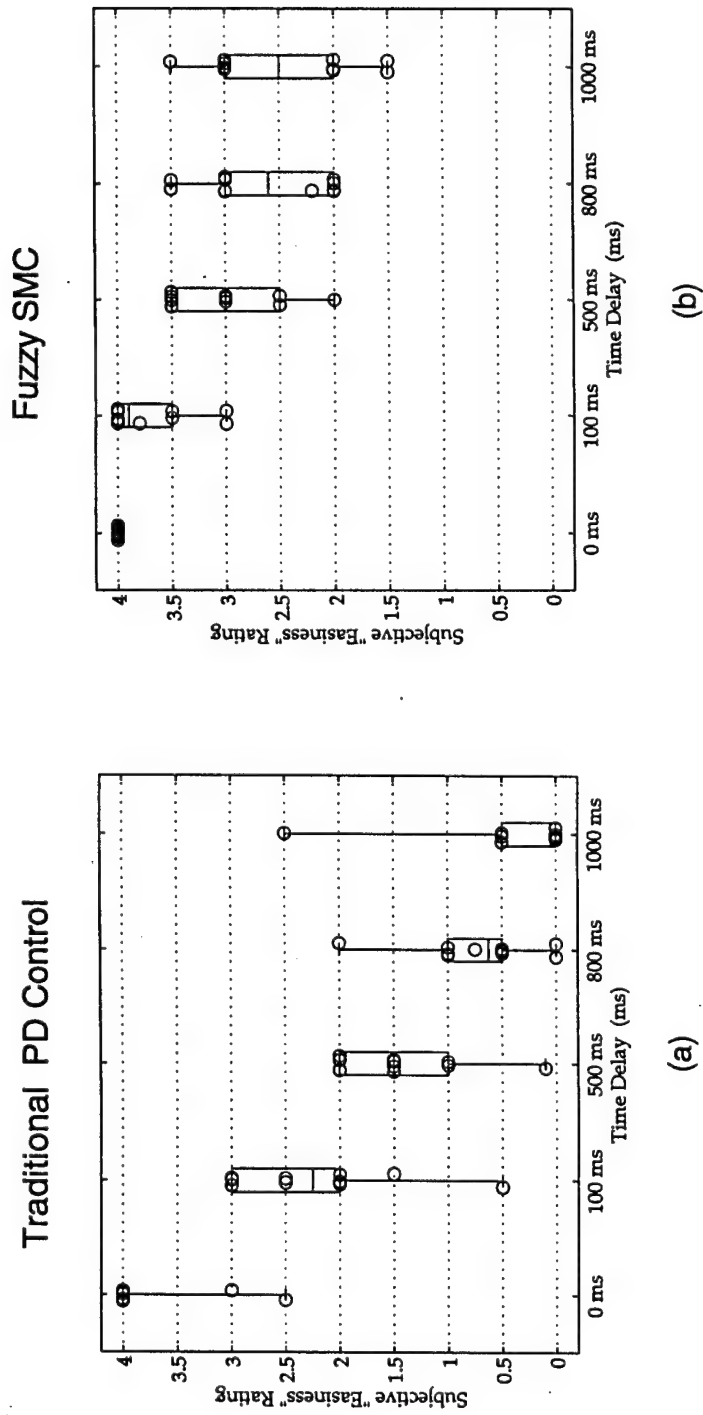 Traditional PD Control
Subjective "Easiness" Rating
4
3.5
3
2.5
2
1.5
1
0.5
0
0 ms
100 ms
500 ms
800 ms
1000 ms
Time Delay (ms)
(a)
Fuzzy SMC
Subjective "Easiness" Rating
4
3.5
3
2.5
2
1.5
1
0.5
0
0 ms
100 ms
500 ms
800 ms
1000 ms
Time Delay (ms)
(b)